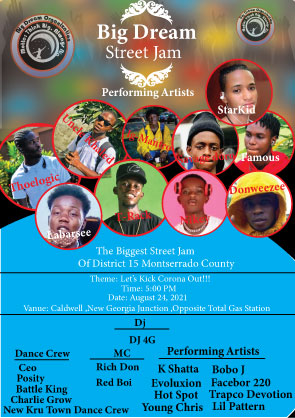 Big Dream
Street Jam
Performing Artists
StarKid
Famous
Thoelogic
Donweezee
Labarsee
T Back
The Biggest Street Jam
Of District 15 Montserrado County
Theme: Let's Kick Corona Out!!!
Time: 5:00 PM
Date: August 24, 2021
Vanue: Caldwell ,New Georgia Junction ,Opposite Total Gas Station
Dj
DJ 4G
Dance Crew
Ceo
Posity
Battle King
Charlie Grow
New Kru Town Dance Crew
MC
Rich Don
Red Boi
Performing Artists
K Shatta
Bobo J
Evoluxion
Facebor 220
Hot Spot
Trapco Devotion
Young Chris
Lil Pattern